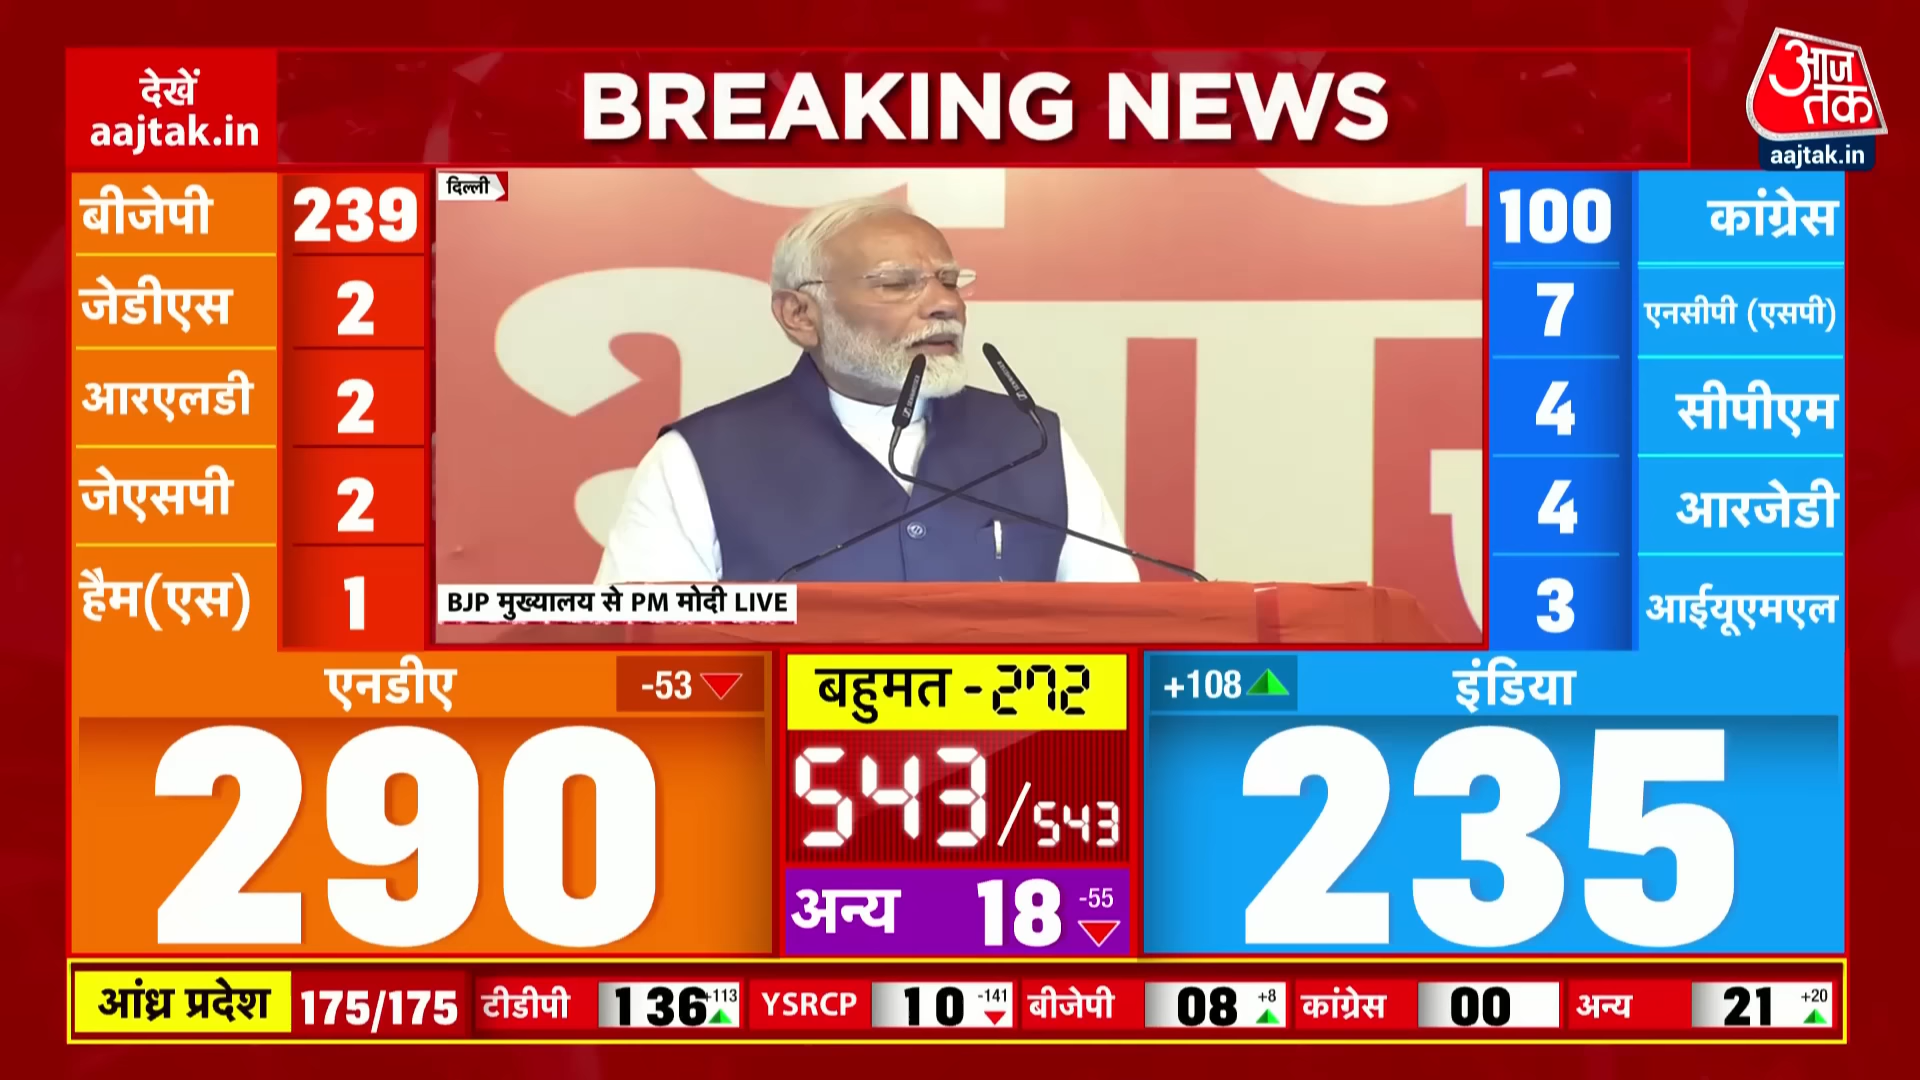 देखें
aajtak.in
BREAKING NEWS
आज
तक
aajtak.in
बीजेपी 239
जेडीएस 2
आरएलडी 2
जेएसपी 2
हैम(एस) 1
दिल्ली
BJP मुख्यालय से PM मोदी LIVE
100 कांग्रेस
7 एनसीपी (एसपी)
4 सीपीएम
4 आरजेडी
3 आईयूएमएल
एनडीए -53
290
बहुमत - 272
543/543
अन्य 18 -55
+108 इंडिया
235
आंध्र प्रदेश 175/175 टीडीपी 136 +113 YSRCP 10 -141 बीजेपी 08 +8 कांग्रेस 00 अन्य 21 +20